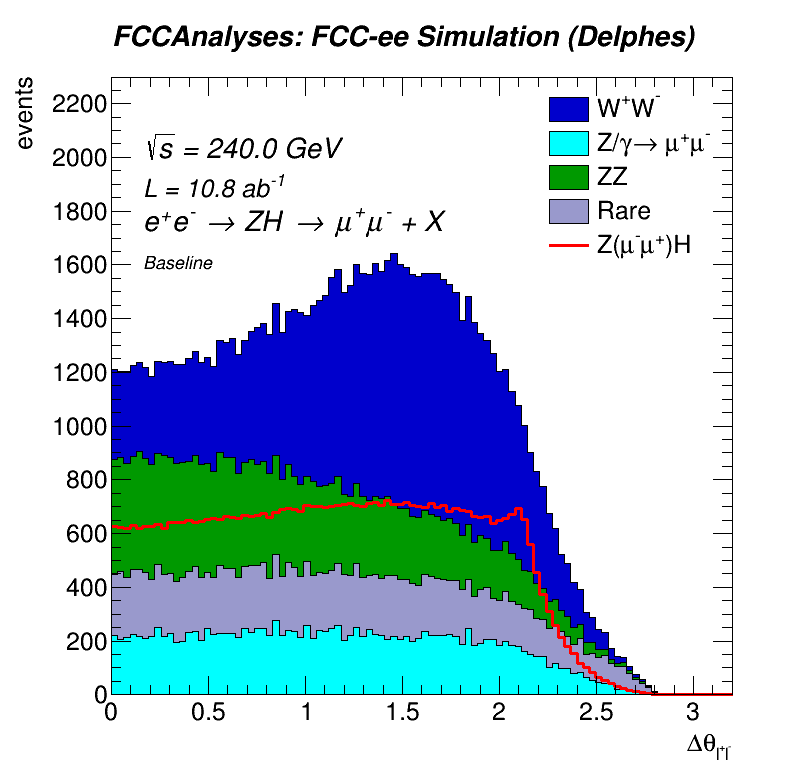 FCCAnalyses: FCC-ee Simulation (Delphes)
events
2200
2000
1800
1600
1400
1200
1000
800
600
400
200
0
√s = 240.0 GeV
L = 10.8 ab⁻¹
e⁺e⁻ → ZH → μ⁺μ⁻ + X
Baseline
W⁺W⁻
Z/γ→ μ⁺μ⁻
ZZ
Rare
Z(μ⁻μ⁺)H
0 0.5 1 1.5 2 2.5 3
Δθ_{l⁺l⁻}